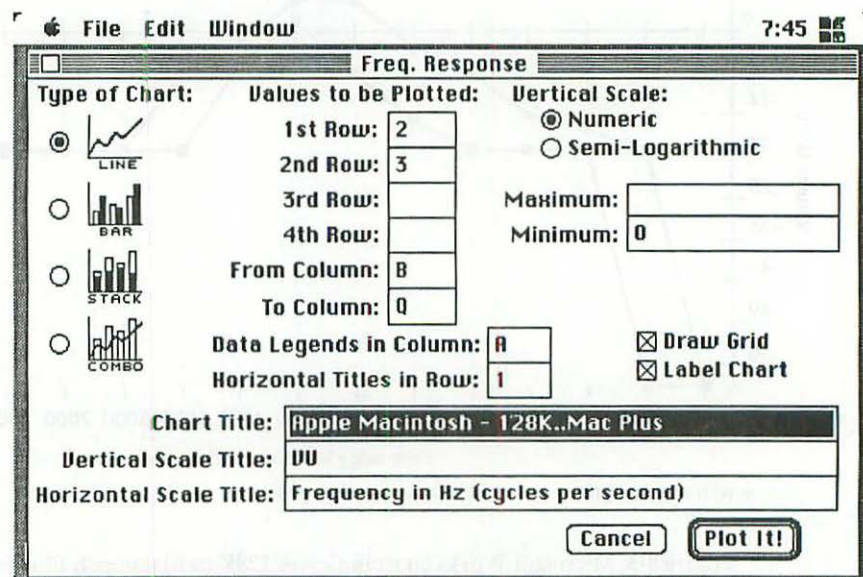 File Edit Window 7:45
Freq. Response
Type of Chart:
LINE
BAR
STACK
COMBO
Values to be Plotted:
1st Row: 2
2nd Row: 3
3rd Row:
4th Row:
From Column: B
To Column: Q
Data Legends in Column: A
Horizontal Titles in Row: 1
Vertical Scale:
Numeric
Semi-Logarithmic
Maximum:
Minimum: 0
Draw Grid
Label Chart
Chart Title: Apple Macintosh - 128K..Mac Plus
Vertical Scale Title: VU
Horizontal Scale Title: Frequency in Hz (cycles per second)
Cancel Plot It!